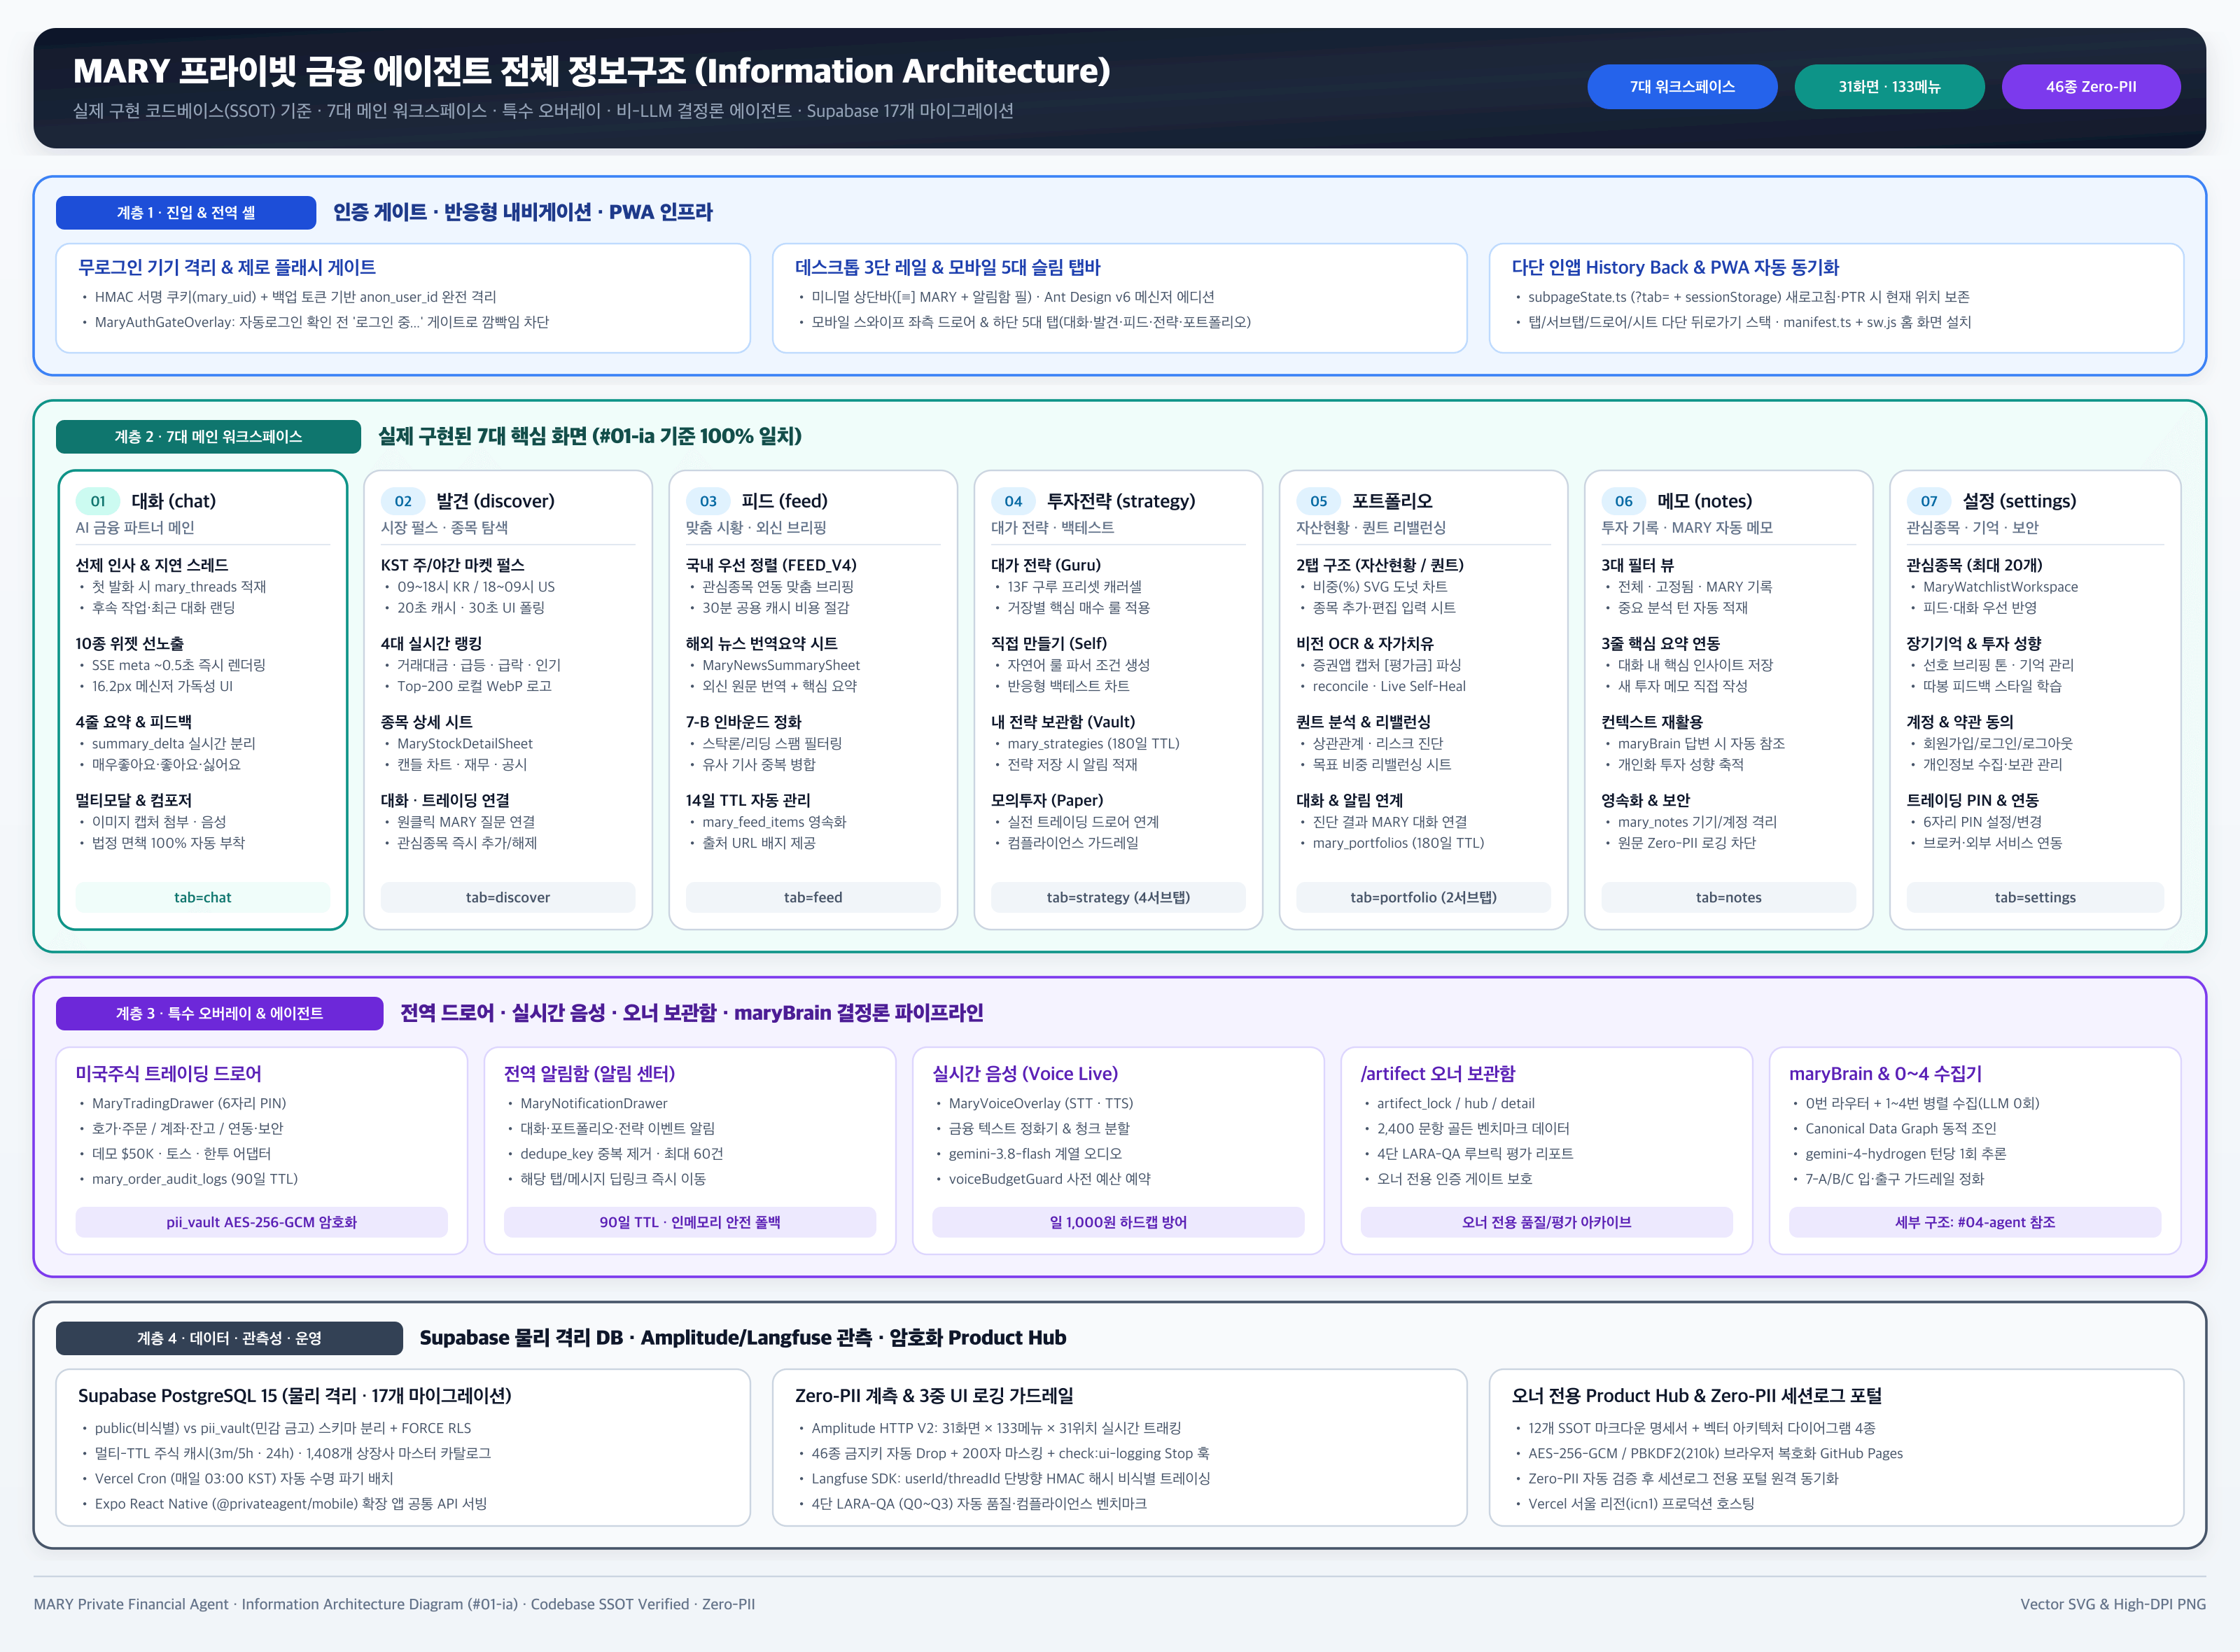 MARY 프라이빗 금융 에이전트 전체 정보구조 (Information Architecture)
실제 구현 코드베이스(SSOT) 기준 · 7대 메인 워크스페이스 · 특수 오버레이 · 비-LLM 결정론 에이전트 · Supabase 17개 마이그레이션
7대 워크스페이스
31화면 · 133메뉴
46종 Zero-PII
계층 1 · 진입 & 전역 셸
인증 게이트 · 반응형 내비게이션 · PWA 인프라
무로그인 기기 격리 & 제로 플래시 게이트
• HMAC 서명 쿠키(mary_uid) + 백업 토큰 기반 anon_user_id 완전 격리
• MaryAuthGateOverlay: 자동로그인 확인 전 '로그인 중...' 게이트로 깜빡임 차단
데스크톱 3단 레일 & 모바일 5대 슬림 탭바
• 미니멀 상단바([≡] MARY + 알림함 필) · Ant Design v6 메신저 에디션
• 모바일 스와이프 좌측 드로어 & 하단 5대 탭(대화·발견·피드·전략·포트폴리오)
다단 인앱 History Back & PWA 자동 동기화
• subpageState.ts (?tab= + sessionStorage) 새로고침·PTR 시 현재 위치 보존
• 탭/서브탭/드로어/시트 다단 뒤로가기 스택 · manifest.ts + sw.js 홈 화면 설치
계층 2 · 7대 메인 워크스페이스
실제 구현된 7대 핵심 화면 (#01-ia 기준 100% 일치)
01 대화 (chat)
AI 금융 파트너 메인
선제 인사 & 지연 스레드
• 첫 발화 시 mary_threads 적재
• 후속 작업·최근 대화 랜딩
10종 위젯 선노출
• SSE meta ~0.5초 즉시 렌더링
• 16.2px 메신저 가독성 UI
4줄 요약 & 피드백
• summary_delta 실시간 분리
• 매우좋아요·좋아요·싫어요
멀티모달 & 컴포저
• 이미지 캡처 첨부 · 음성
• 법정 면책 100% 자동 부착
tab=chat
02 발견 (discover)
시장 펄스 · 종목 탐색
KST 주/야간 마켓 펄스
• 09~18시 KR / 18~09시 US
• 20초 캐시 · 30초 UI 폴링
4대 실시간 랭킹
• 거래대금 · 급등 · 급락 · 인기
• Top-200 로컬 WebP 로고
종목 상세 시트
• MaryStockDetailSheet
• 캔들 차트 · 재무 · 공시
대화 · 트레이딩 연결
• 원클릭 MARY 질문 연결
• 관심종목 즉시 추가/해제
tab=discover
03 피드 (feed)
맞춤 시황 · 외신 브리핑
국내 우선 정렬 (FEED_V4)
• 관심종목 연동 맞춤 브리핑
• 30분 공용 캐시 비용 절감
해외 뉴스 번역요약 시트
• MaryNewsSummarySheet
• 외신 원문 번역 + 핵심 요약
7-B 인바운드 정화
• 스탁론/리딩 스팸 필터링
• 유사 기사 중복 병합
14일 TTL 자동 관리
• mary_feed_items 영속화
• 출처 URL 배지 제공
tab=feed
04 투자전략 (strategy)
대가 전략 · 백테스트
대가 전략 (Guru)
• 13F 구루 프리셋 캐러셀
• 거장별 핵심 매수 룰 적용
직접 만들기 (Self)
• 자연어 룰 파서 조건 생성
• 반응형 백테스트 차트
내 전략 보관함 (Vault)
• mary_strategies (180일 TTL)
• 전략 저장 시 알림 적재
모의투자 (Paper)
• 실전 트레이딩 드로어 연계
• 컴플라이언스 가드레일
tab=strategy (4서브탭)
05 포트폴리오
자산현황 · 퀀트 리밸런싱
2탭 구조 (자산현황 / 퀀트)
• 비중(%) SVG 도넛 차트
• 종목 추가·편집 입력 시트
비전 OCR & 자가치유
• 증권앱 캡처 [평가금] 파싱
• reconcile · Live Self-Heal
퀀트 분석 & 리밸런싱
• 상관관계 · 리스크 진단
• 목표 비중 리밸런싱 시트
대화 & 알림 연계
• 진단 결과 MARY 대화 연결
• mary_portfolios (180일 TTL)
tab=portfolio (2서브탭)
06 메모 (notes)
투자 기록 · MARY 자동 메모
3대 필터 뷰
• 전체 · 고정됨 · MARY 기록
• 중요 분석 턴 자동 적재
3줄 핵심 요약 연동
• 대화 내 핵심 인사이트 저장
• 새 투자 메모 직접 작성
컨텍스트 재활용
• maryBrain 답변 시 자동 참조
• 개인화 투자 성향 축적
영속화 & 보안
• mary_notes 기기/계정 격리
• 원문 Zero-PII 로깅 차단
tab=notes
07 설정 (settings)
관심종목 · 기억 · 보안
관심종목 (최대 20개)
• MaryWatchlistWorkspace
• 피드·대화 우선 반영
장기기억 & 투자 성향
• 선호 브리핑 톤 · 기억 관리
• 따봉 피드백 스타일 학습
계정 & 약관 동의
• 회원가입/로그인/로그아웃
• 개인정보 수집·보관 관리
트레이딩 PIN & 연동
• 6자리 PIN 설정/변경
• 브로커·외부 서비스 연동
tab=settings
계층 3 · 특수 오버레이 & 에이전트
전역 드로어 · 실시간 음성 · 오너 보관함 · maryBrain 결정론 파이프라인
미국주식 트레이딩 드로어
• MaryTradingDrawer (6자리 PIN)
• 호가·주문 / 계좌·잔고 / 연동·보안
• 데모 $50K · 토스 · 한투 어댑터
• mary_order_audit_logs (90일 TTL)
pii_vault AES-256-GCM 암호화
전역 알림함 (알림 센터)
• MaryNotificationDrawer
• 대화·포트폴리오·전략 이벤트 알림
• dedupe_key 중복 제거 · 최대 60건
• 해당 탭/메시지 딥링크 즉시 이동
90일 TTL · 인메모리 안전 폴백
실시간 음성 (Voice Live)
• MaryVoiceOverlay (STT · TTS)
• 금융 텍스트 정화기 & 청크 분할
• gemini-3.8-flash 계열 오디오
• voiceBudgetGuard 사전 예산 예약
일 1,000원 하드캡 방어
/artifect 오너 보관함
• artifect_lock / hub / detail
• 2,400 문항 골든 벤치마크 데이터
• 4단 LARA-QA 루브릭 평가 리포트
• 오너 전용 인증 게이트 보호
오너 전용 품질/평가 아카이브
maryBrain & 0~4 수집기
• 0번 라우터 + 1~4번 병렬 수집(LLM 0회)
• Canonical Data Graph 동적 조인
• gemini-4-hydrogen 턴당 1회 추론
• 7-A/B/C 입·출구 가드레일 정화
세부 구조: #04-agent 참조
계층 4 · 데이터 · 관측성 · 운영
Supabase 물리 격리 DB · Amplitude/Langfuse 관측 · 암호화 Product Hub
Supabase PostgreSQL 15 (물리 격리 · 17개 마이그레이션)
• public(비식별) vs pii_vault(민감 금고) 스키마 분리 + FORCE RLS
• 멀티-TTL 주식 캐시(3m/5h · 24h) · 1,408개 상장사 마스터 카탈로그
• Vercel Cron (매일 03:00 KST) 자동 수명 파기 배치
• Expo React Native (@privateagent/mobile) 확장 앱 공통 API 서빙
Zero-PII 계측 & 3중 UI 로깅 가드레일
• Amplitude HTTP V2: 31화면 × 133메뉴 × 31위치 실시간 트래킹
• 46종 금지키 자동 Drop + 200자 마스킹 + check:ui-logging Stop 훅
• Langfuse SDK: userId/threadId 단방향 HMAC 해시 비식별 트레이싱
• 4단 LARA-QA (Q0~Q3) 자동 품질·컴플라이언스 벤치마크
오너 전용 Product Hub & Zero-PII 세션로그 포털
• 12개 SSOT 마크다운 명세서 + 벡터 아키텍처 다이어그램 4종
• AES-256-GCM / PBKDF2(210k) 브라우저 복호화 GitHub Pages
• Zero-PII 자동 검증 후 세션로그 전용 포털 원격 동기화
• Vercel 서울 리전(icn1) 프로덕션 호스팅
MARY Private Financial Agent · Information Architecture Diagram (#01-ia) · Codebase SSOT Verified · Zero-PII
Vector SVG & High-DPI PNG